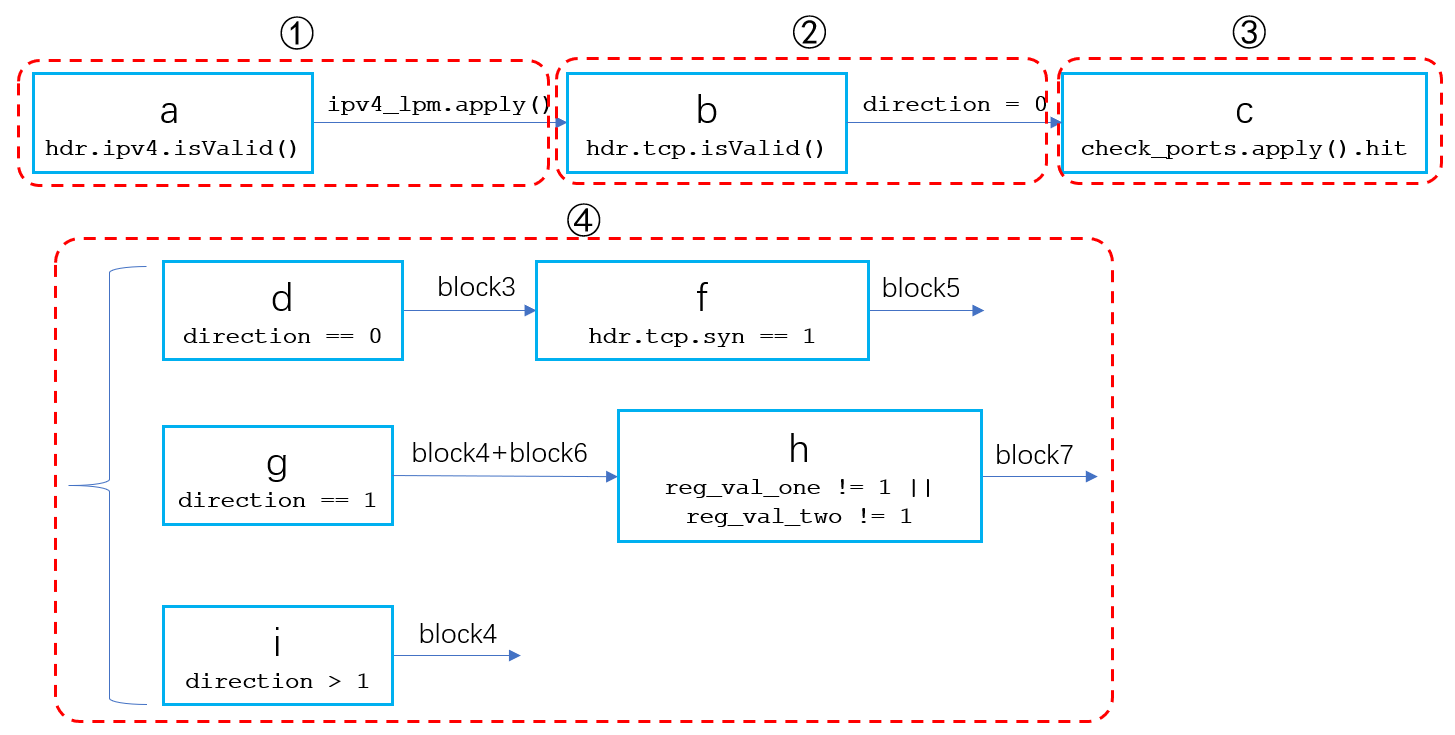 ①
②
③
a
hdr.ipv4.isValid()
ipv4_lpm.apply()
b
hdr.tcp.isValid()
direction = 0
c
check_ports.apply().hit
④
d
direction == 0
block3
f
hdr.tcp.syn == 1
block5
g
direction == 1
block4+block6
h
reg_val_one != 1 ||
reg_val_two != 1
block7
i
direction > 1
block4